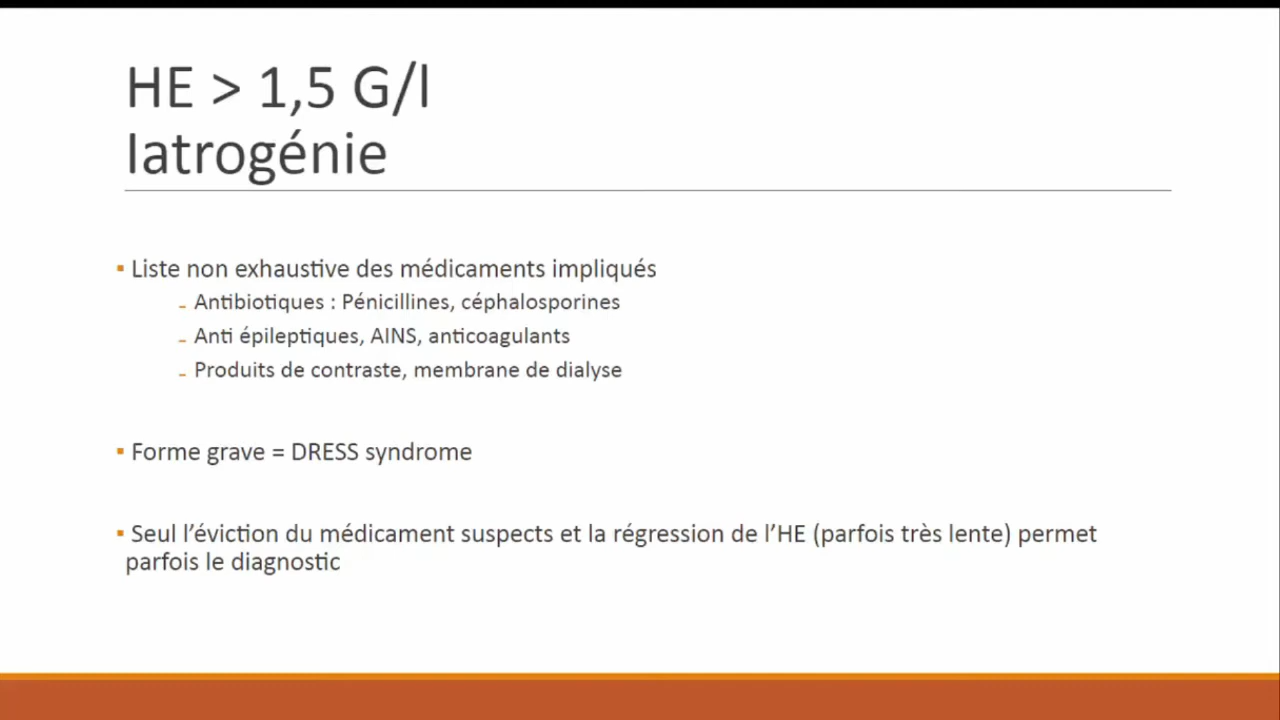 HE > 1,5 G/l
Iatrogénie
▪ Liste non exhaustive des médicaments impliqués
- Antibiotiques : Pénicillines, céphalosporines
- Anti épileptiques, AINS, anticoagulants
- Produits de contraste, membrane de dialyse
▪ Forme grave = DRESS syndrome
▪ Seul l’éviction du médicament suspects et la régression de l’HE (parfois très lente) permet
parfois le diagnostic